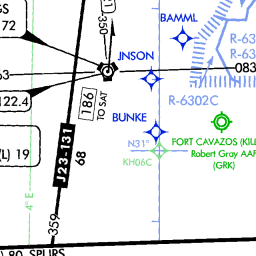 GS
BAMML
72
350
JNSON
R-63
R-6
63
083
122.4
186
TO SAT
R-6302C
BUNKE
FORT CAVAZOS (KIL
Robert Gray AAF
(GRK)
N31°
KH06C
(L) 19
J23-131
68
4° E
359
80 SPURS